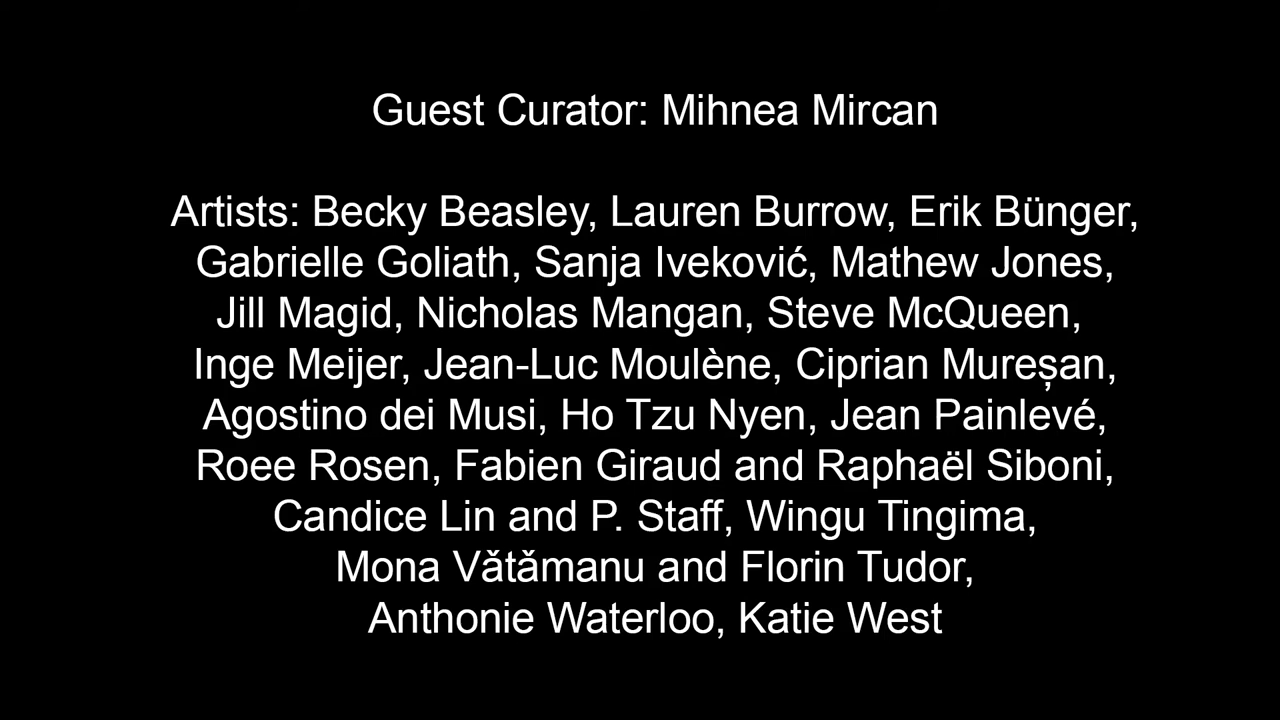 Guest Curator: Mihnea Mircan
Artists: Becky Beasley, Lauren Burrow, Erik Bünger,
Gabrielle Goliath, Sanja Iveković, Mathew Jones,
Jill Magid, Nicholas Mangan, Steve McQueen,
Inge Meijer, Jean-Luc Moulène, Ciprian Mureșan,
Agostino dei Musi, Ho Tzu Nyen, Jean Painlevé,
Roee Rosen, Fabien Giraud and Raphaël Siboni,
Candice Lin and P. Staff, Wingu Tingima,
Mona Vǎtǎmanu and Florin Tudor,
Anthonie Waterloo, Katie West